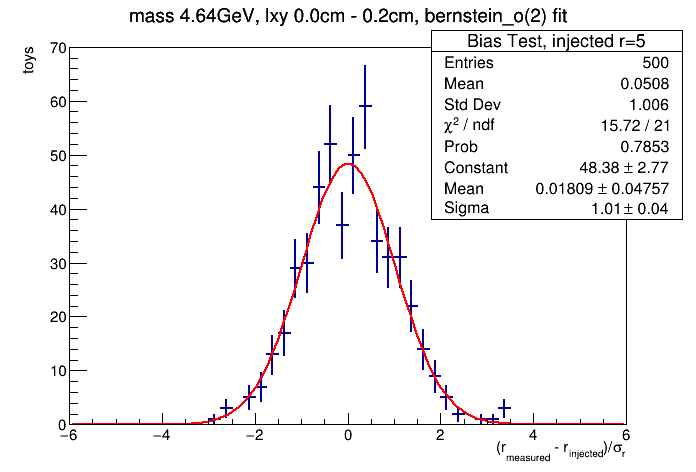 mass 4.64GeV, lxy 0.0cm - 0.2cm, bernstein_o(2) fit
Bias Test, injected r=5
Entries 500
Mean 0.0508
Std Dev 1.006
χ² / ndf 15.72 / 21
Prob 0.7853
Constant 48.38 ± 2.77
Mean 0.01809 ± 0.04757
Sigma 1.01 ± 0.04
toys
70
60
50
40
30
20
10
0
−6 −4 −2 0 2 4 6
(r_measured - r_injected)/σ_r